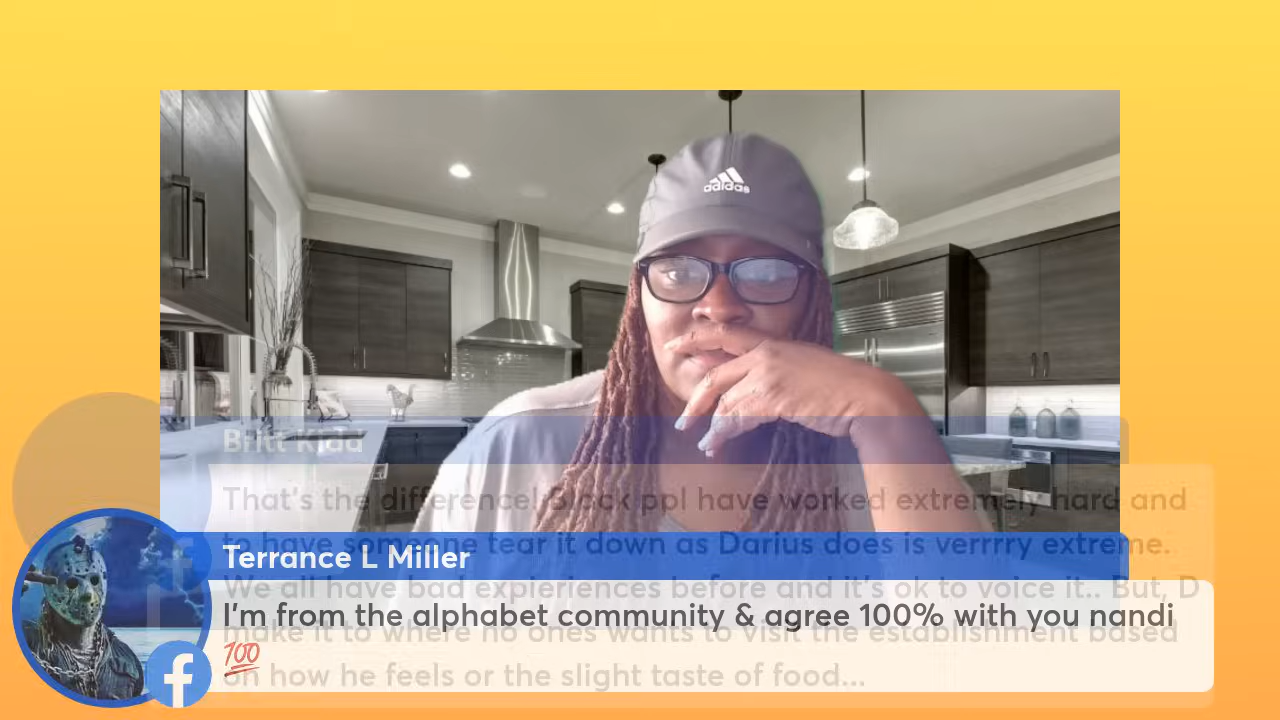 adidas
Britt Kidd
That's the difference! Black ppl have worked extremely hard and
to have someone tear it down as Darius does is verrrry extreme.
We all have bad expieriences before and it's ok to voice it.. But, D
make it to where no ones wants to visit the establishment based
on how he feels or the slight taste of food...
Terrance L Miller
I'm from the alphabet community & agree 100% with you nandi
💯